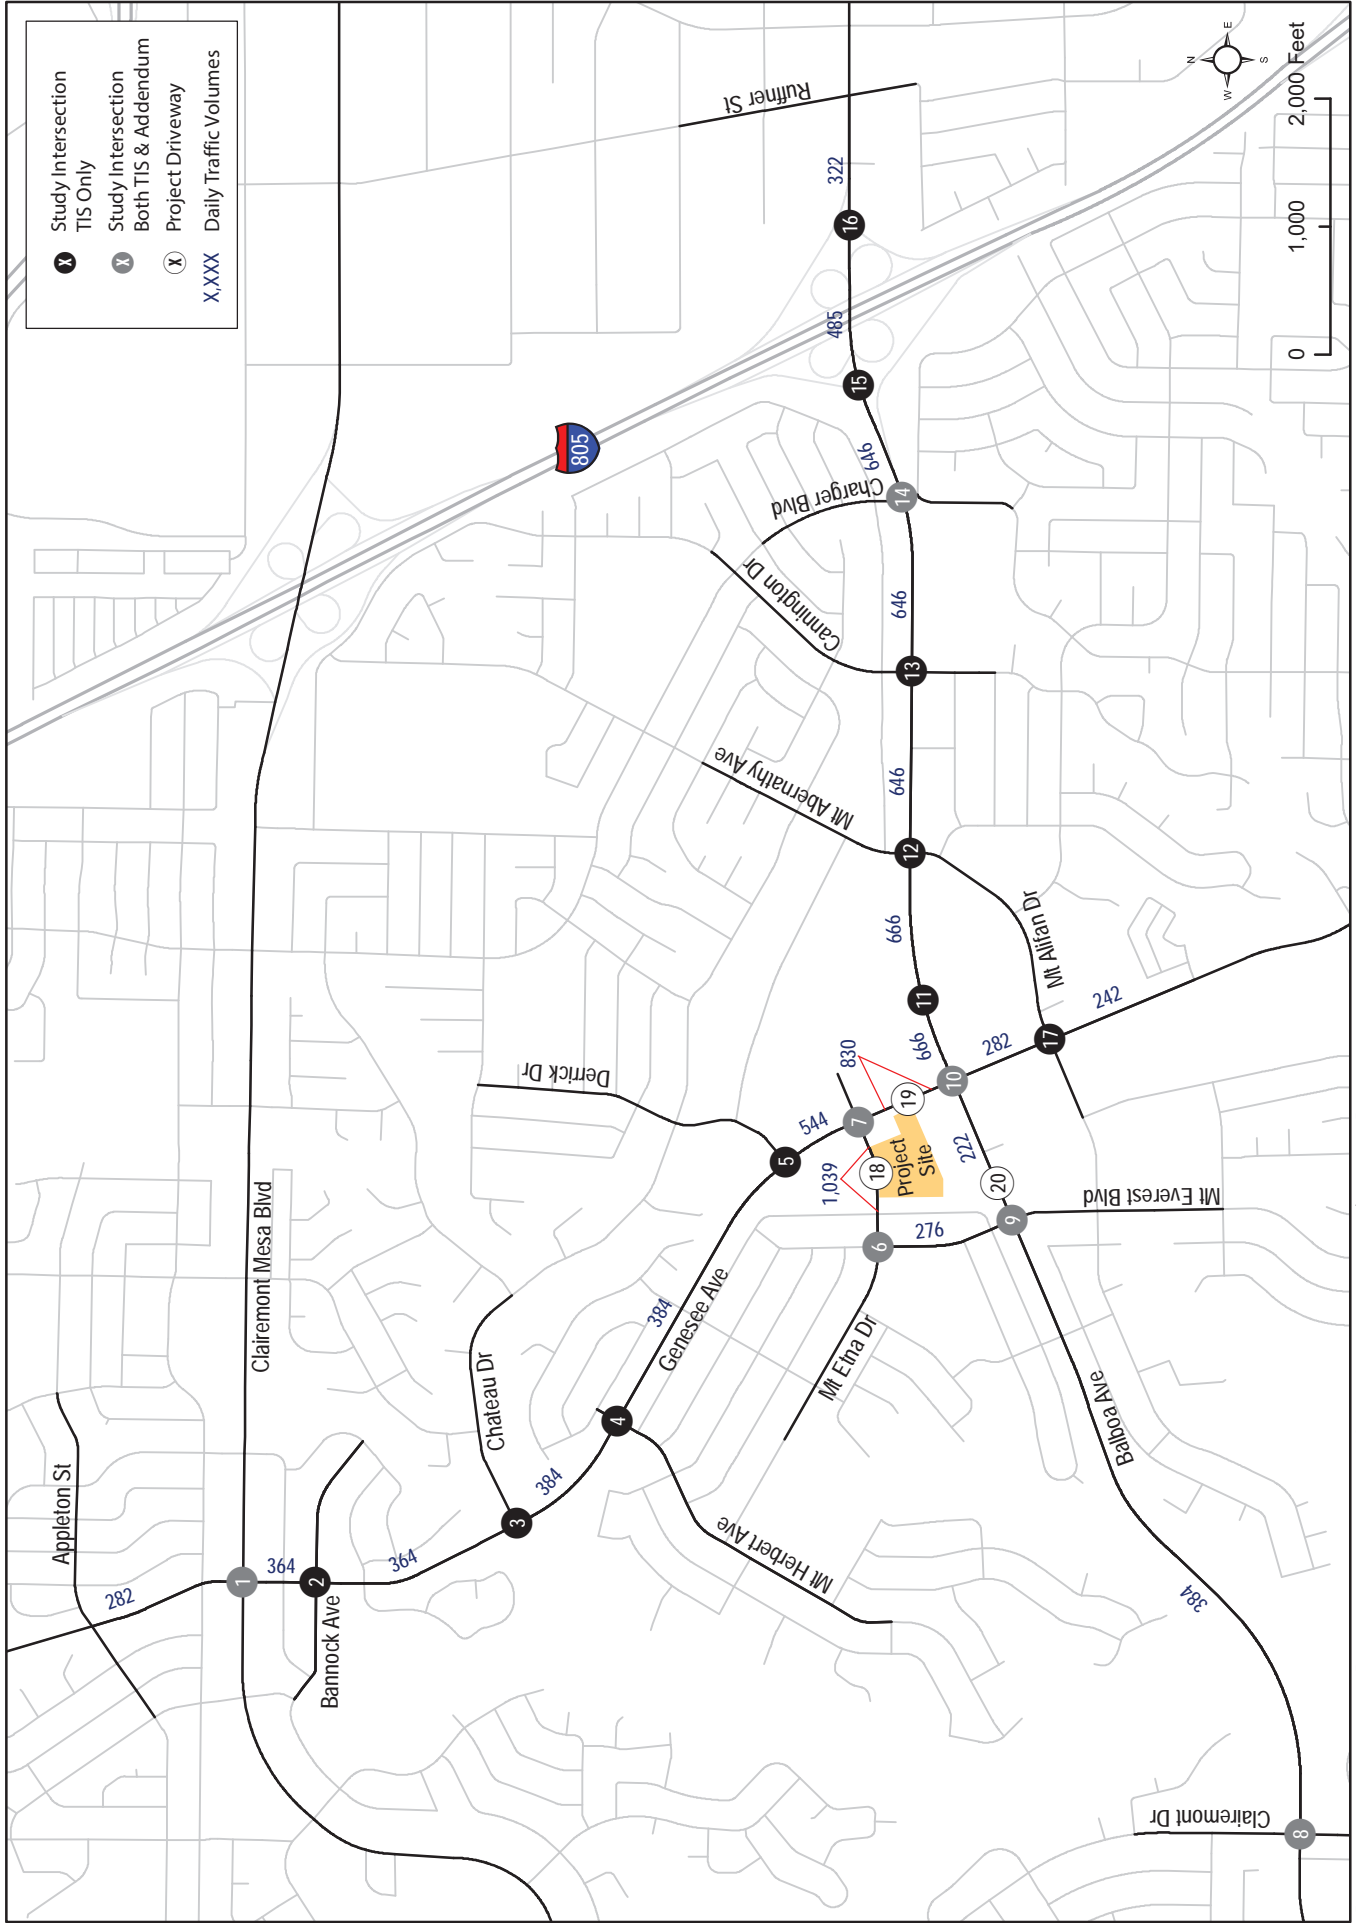 Study Intersection
TIS Only
Study Intersection
Both TIS & Addendum
Project Driveway
Daily Traffic Volumes
X
X
X
X,XXX
N
E
S
W
0
1,000
2,000 Feet
805
Appleton St
282
Clairemont Mesa Blvd
1
364
2
Bannock Ave
364
3
Chateau Dr
384
4
Mt Herbert Ave
384
Genesee Ave
5
Derrick Dr
544
7
830
19
1,039
18
Project
Site
6
Mt Etna Dr
276
9
Mt Everest Blvd
20
222
10
282
17
242
Mt Alifan Dr
666
11
666
12
Mt Abernathy Ave
646
13
Cannington Dr
646
14
Charger Blvd
646
15
485
16
322
Ruffner St
Balboa Ave
384
8
Clairemont Dr